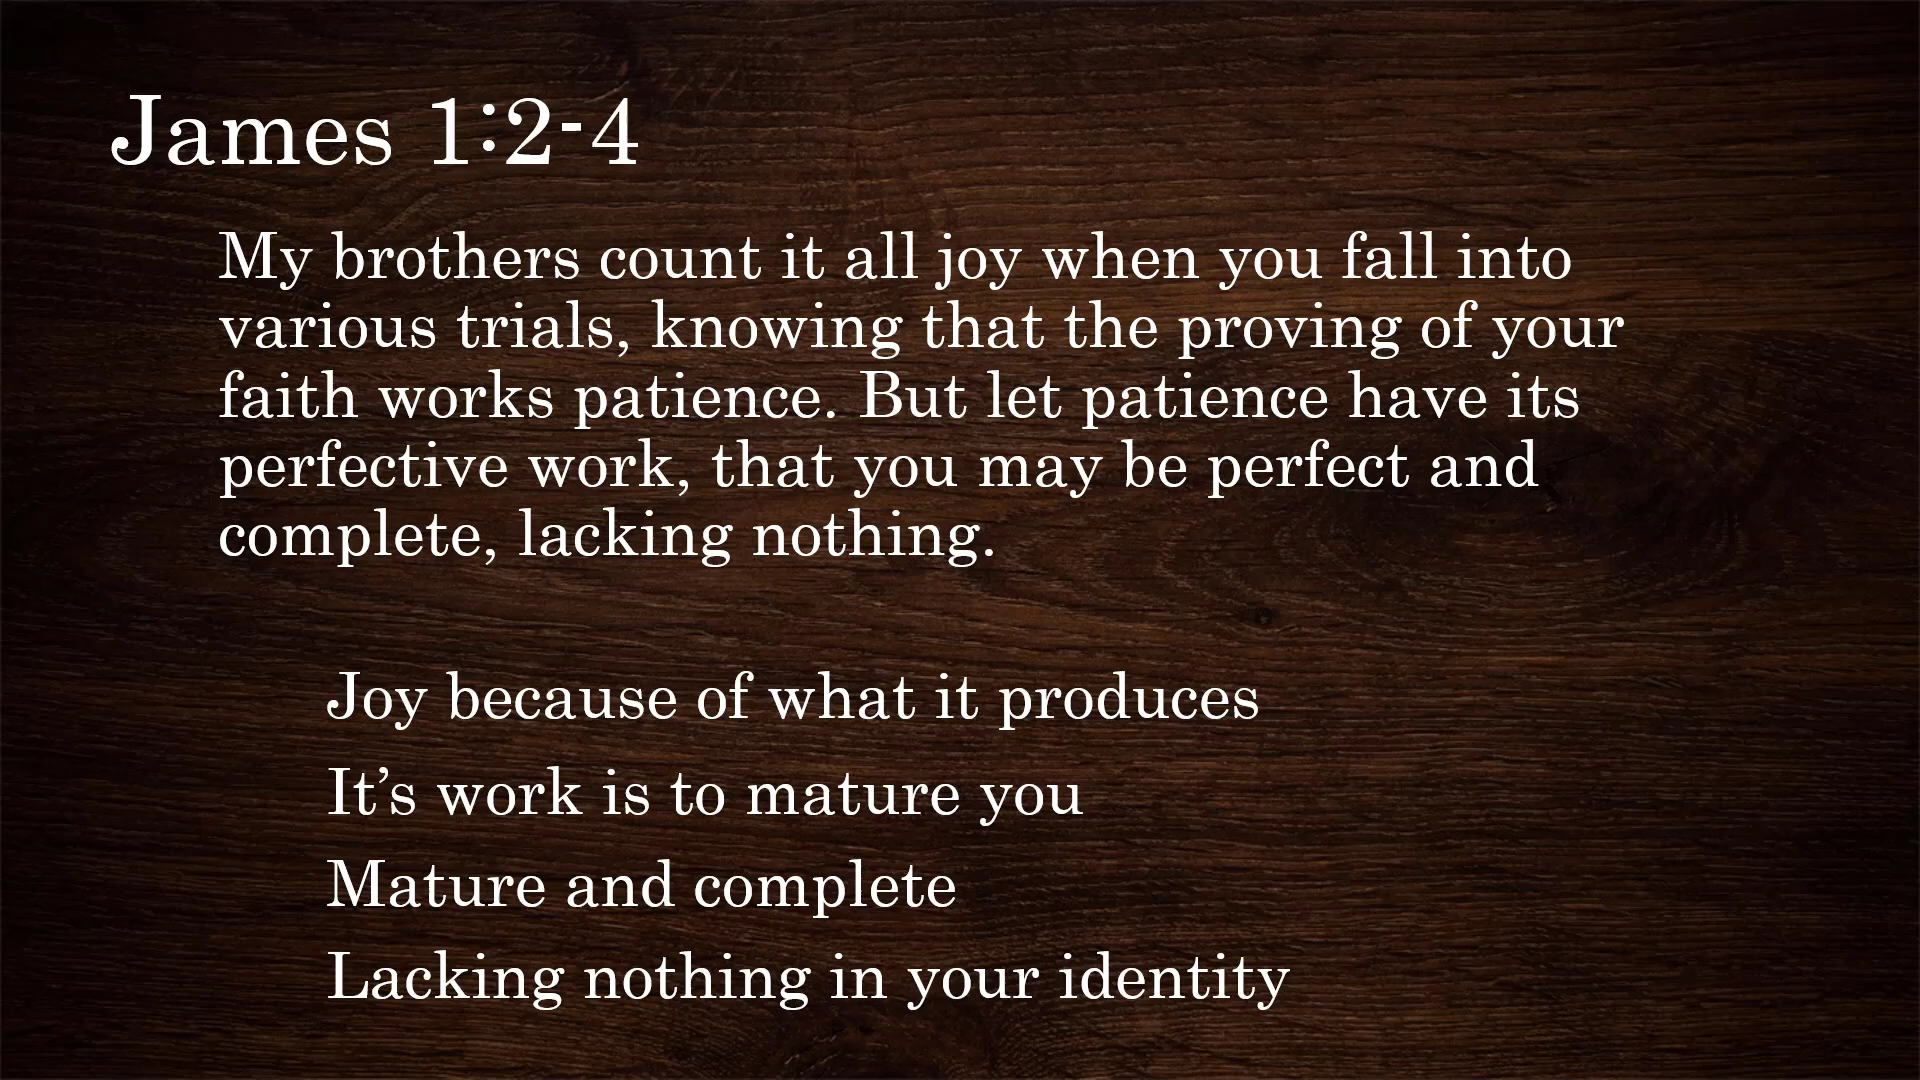 James 1:2-4
My brothers count it all joy when you fall into
various trials, knowing that the proving of your
faith works patience. But let patience have its
perfective work, that you may be perfect and
complete, lacking nothing.
Joy because of what it produces
It’s work is to mature you
Mature and complete
Lacking nothing in your identity